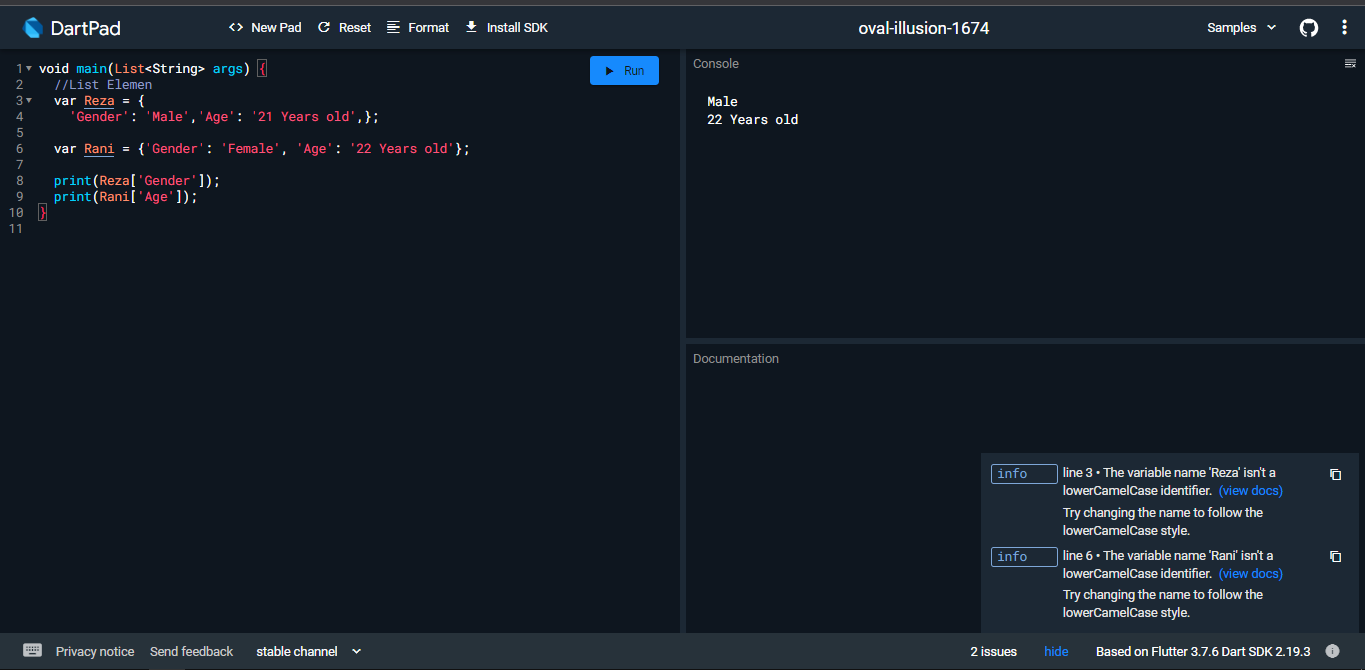 DartPad
<> New Pad
Reset
Format
Install SDK
oval-illusion-1674
Samples
1 void main(List<String> args) {
2 //List Elemen
3 var Reza = {
4 'Gender': 'Male','Age': '21 Years old',};
5
6 var Rani = {'Gender': 'Female', 'Age': '22 Years old'};
7
8 print(Reza['Gender']);
9 print(Rani['Age']);
10 }
11
Run
Console
Male
22 Years old
Documentation
info
line 3 • The variable name 'Reza' isn't a
lowerCamelCase identifier. (view docs)
Try changing the name to follow the
lowerCamelCase style.
info
line 6 • The variable name 'Rani' isn't a
lowerCamelCase identifier. (view docs)
Try changing the name to follow the
lowerCamelCase style.
Privacy notice
Send feedback
stable channel
2 issues
hide
Based on Flutter 3.7.6 Dart SDK 2.19.3